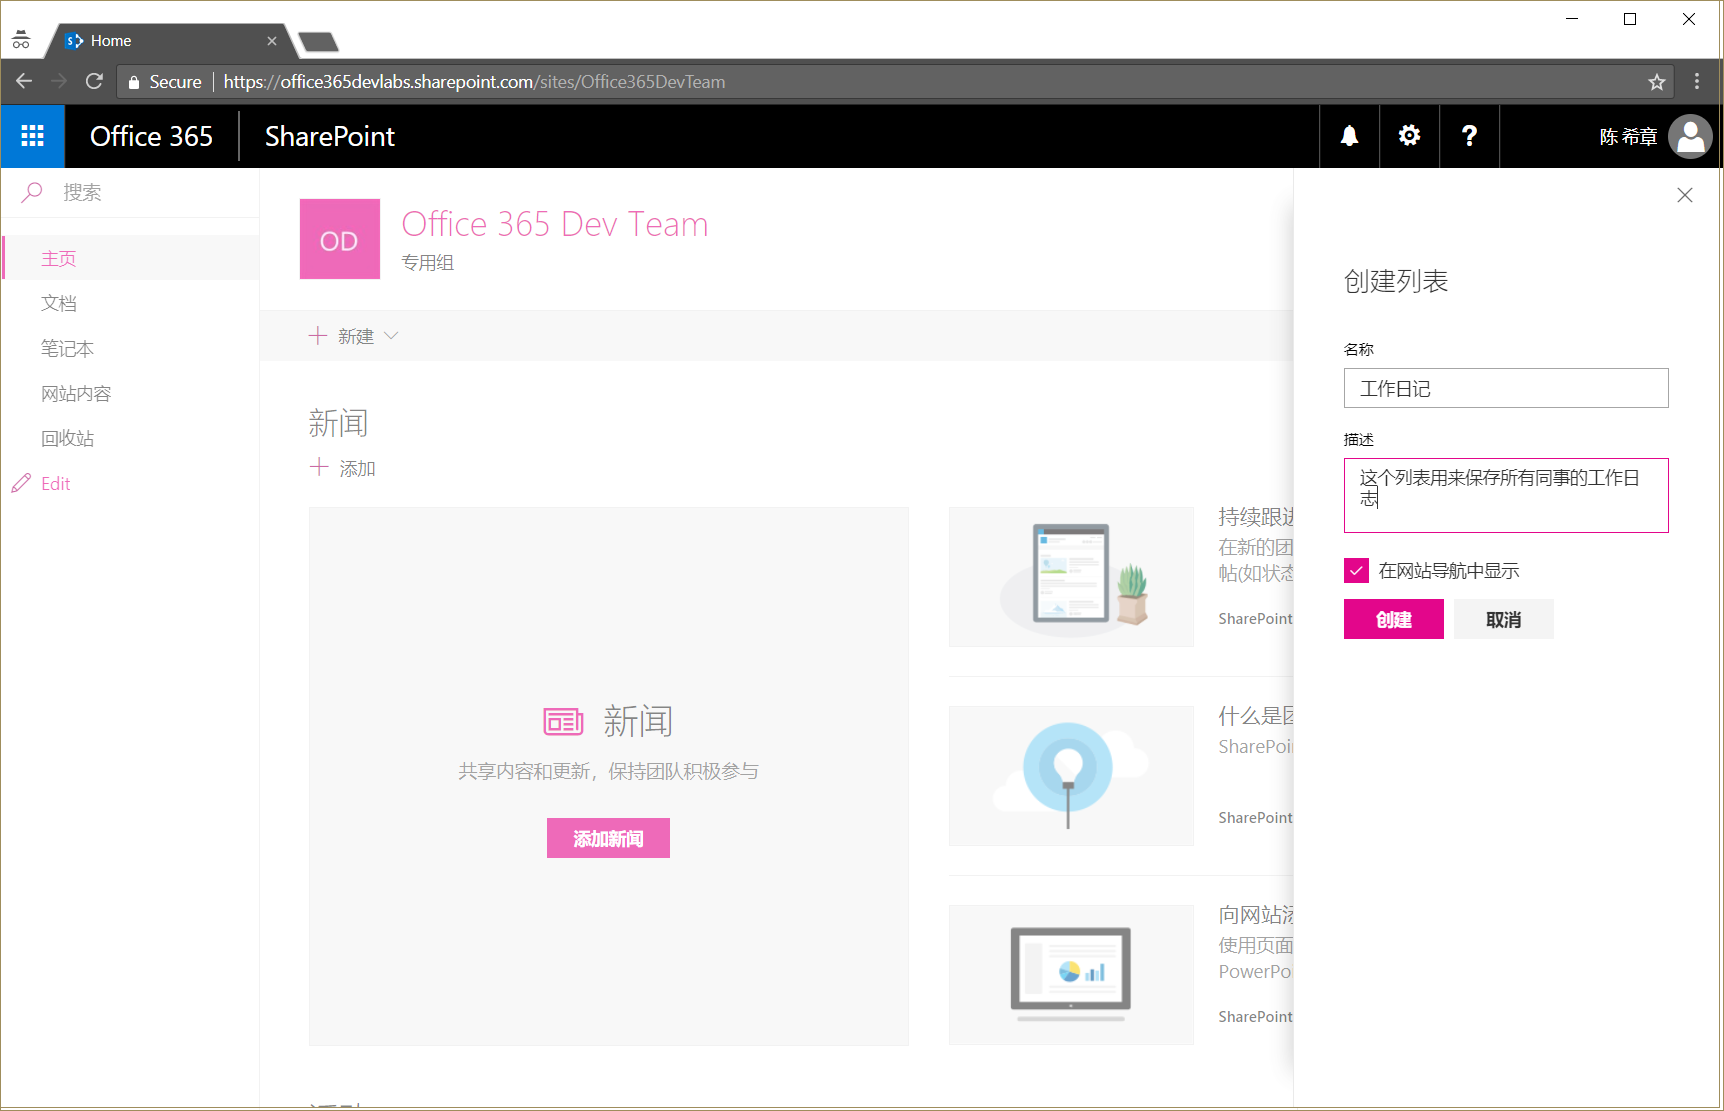 Home
Secure
https://office365devlabs.sharepoint.com/sites/Office365DevTeam
Office 365
SharePoint
陈 希章
搜索
主页
文档
笔记本
网站内容
回收站
Edit
OD
Office 365 Dev Team
专用组
新建
新闻
添加
新闻
共享内容和更新，保持团队积极参与
添加新闻
持续跟进
在新的团
帖(如状态
SharePoint
什么是团
SharePoi
SharePoint
向网站添
使用页面
PowerPo
SharePoint
创建列表
名称
工作日记
描述
这个列表用来保存所有同事的工作日
志
在网站导航中显示
创建
取消